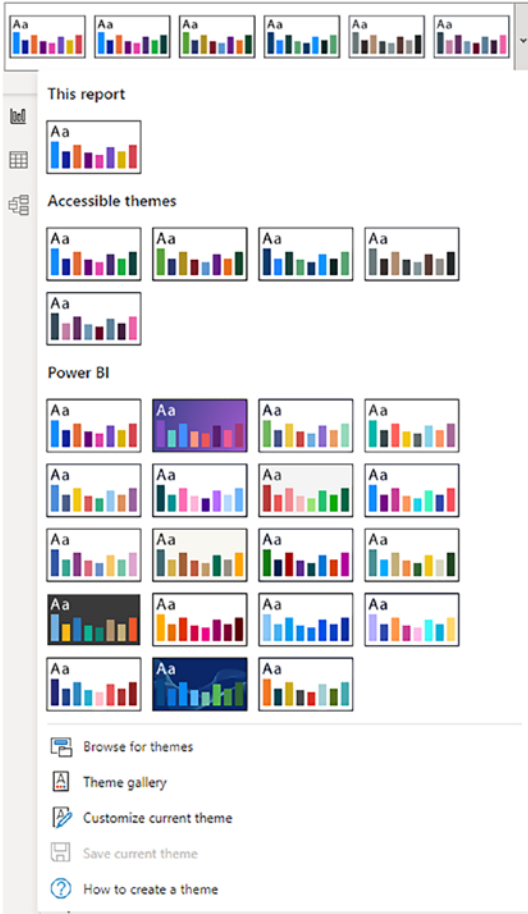 Aa Aa Aa Aa Aa Aa
This report
Aa
Accessible themes
Aa Aa Aa Aa
Aa
Power BI
Aa Aa Aa Aa
Aa Aa Aa Aa
Aa Aa Aa Aa
Aa Aa Aa Aa
Aa Aa Aa
Browse for themes
Theme gallery
Customize current theme
Save current theme
How to create a theme